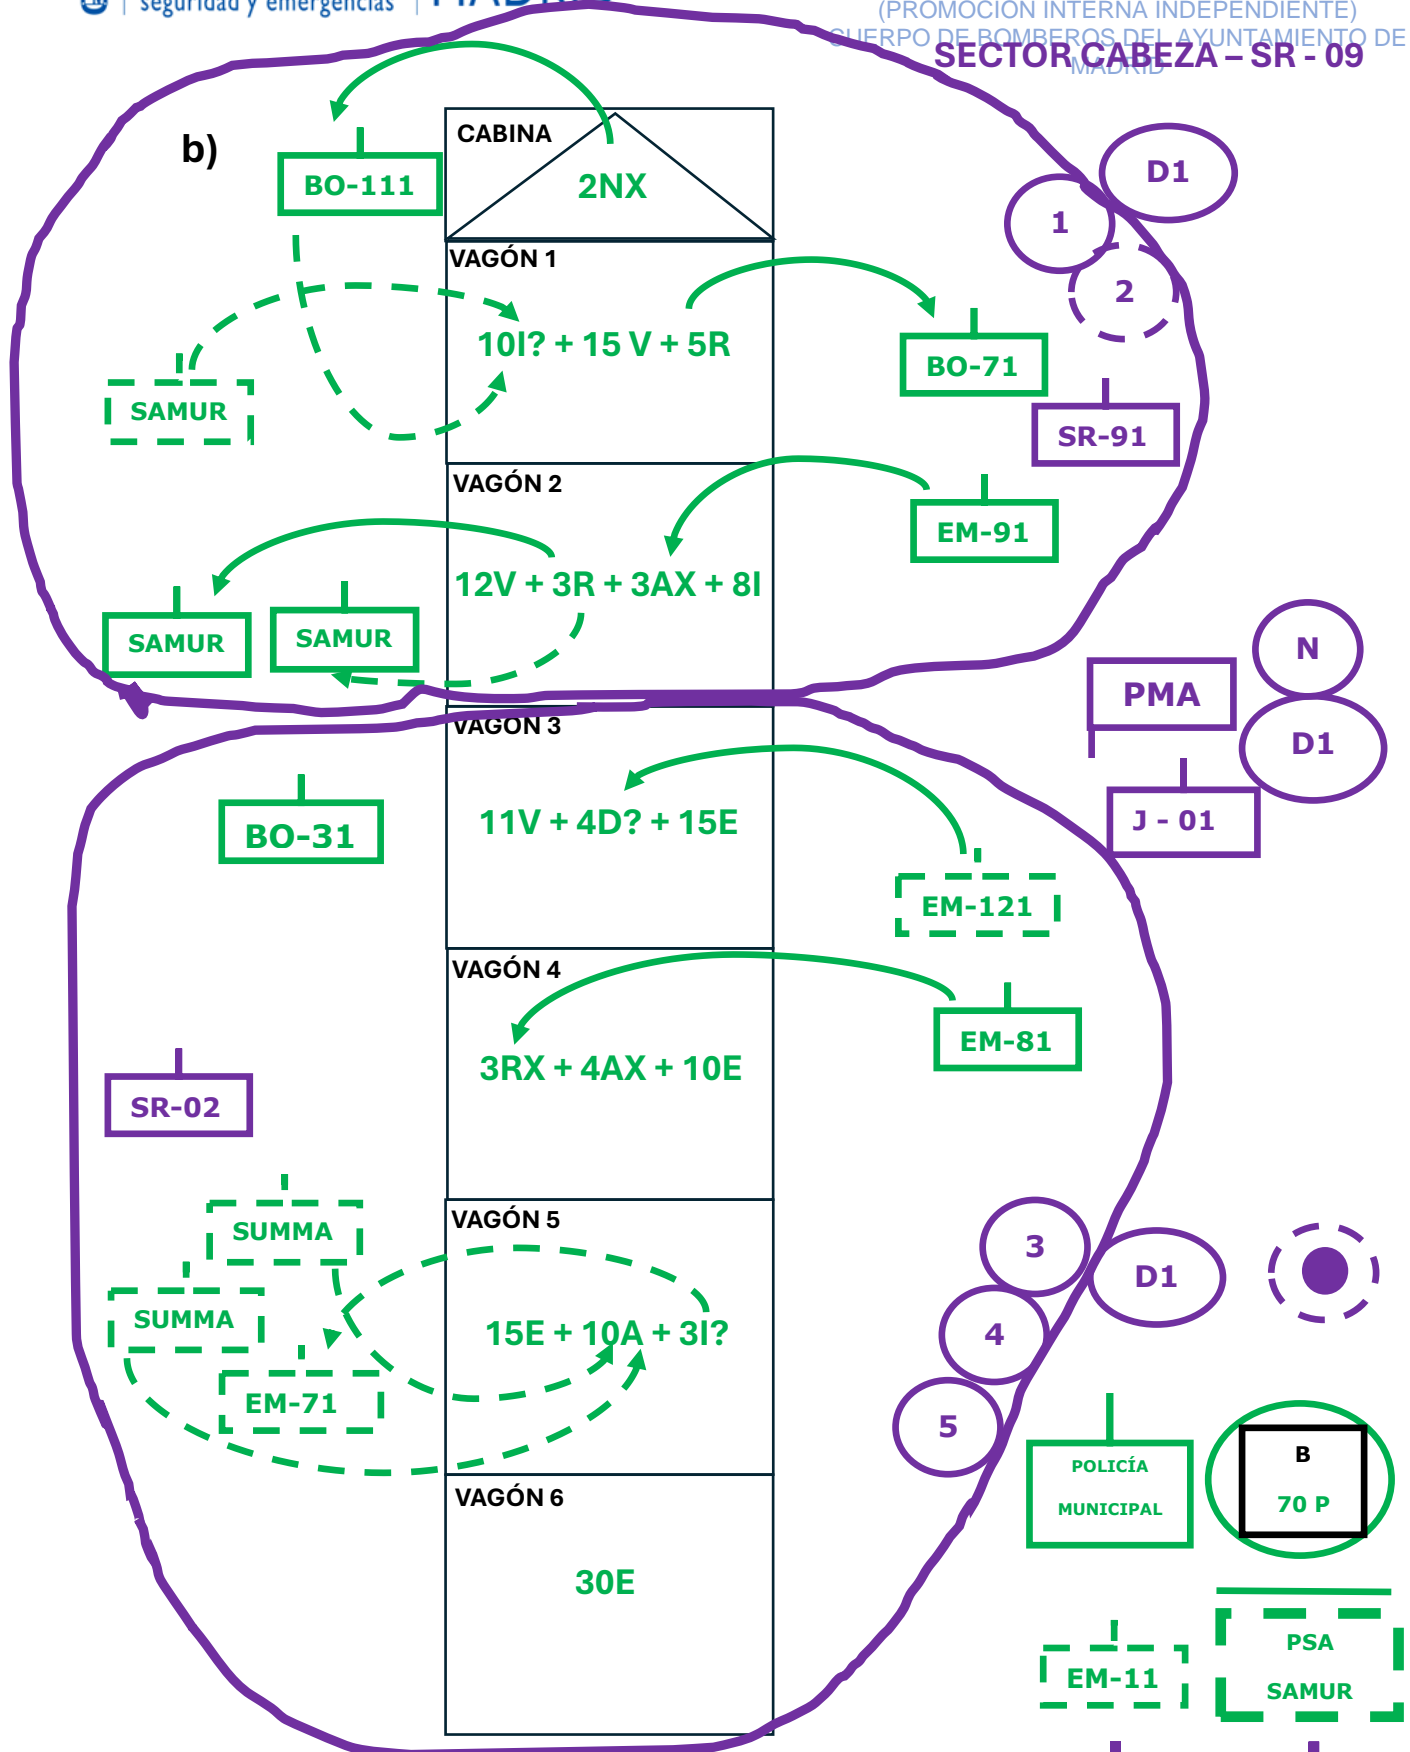 seguridad y emergencias
(PROMOCIÓN INTERNA INDEPENDIENTE)
CUERPO DE BOMBEROS DEL AYUNTAMIENTO DE
MADRID
SECTOR CABEZA – SR - 09
b)
CABINA
2NX
BO-111
D1
1
2
VAGÓN 1
10I? + 15 V + 5R
BO-71
SAMUR
SR-91
VAGÓN 2
EM-91
12V + 3R + 3AX + 8I
SAMUR
SAMUR
N
PMA
D1
VAGÓN 3
11V + 4D? + 15E
J - 01
BO-31
EM-121
VAGÓN 4
EM-81
3RX + 4AX + 10E
SR-02
VAGÓN 5
SUMMA
3
D1
SUMMA
15E + 10A + 3I?
4
EM-71
5
POLICÍA
MUNICIPAL
B
70 P
VAGÓN 6
30E
EM-11
PSA
SAMUR